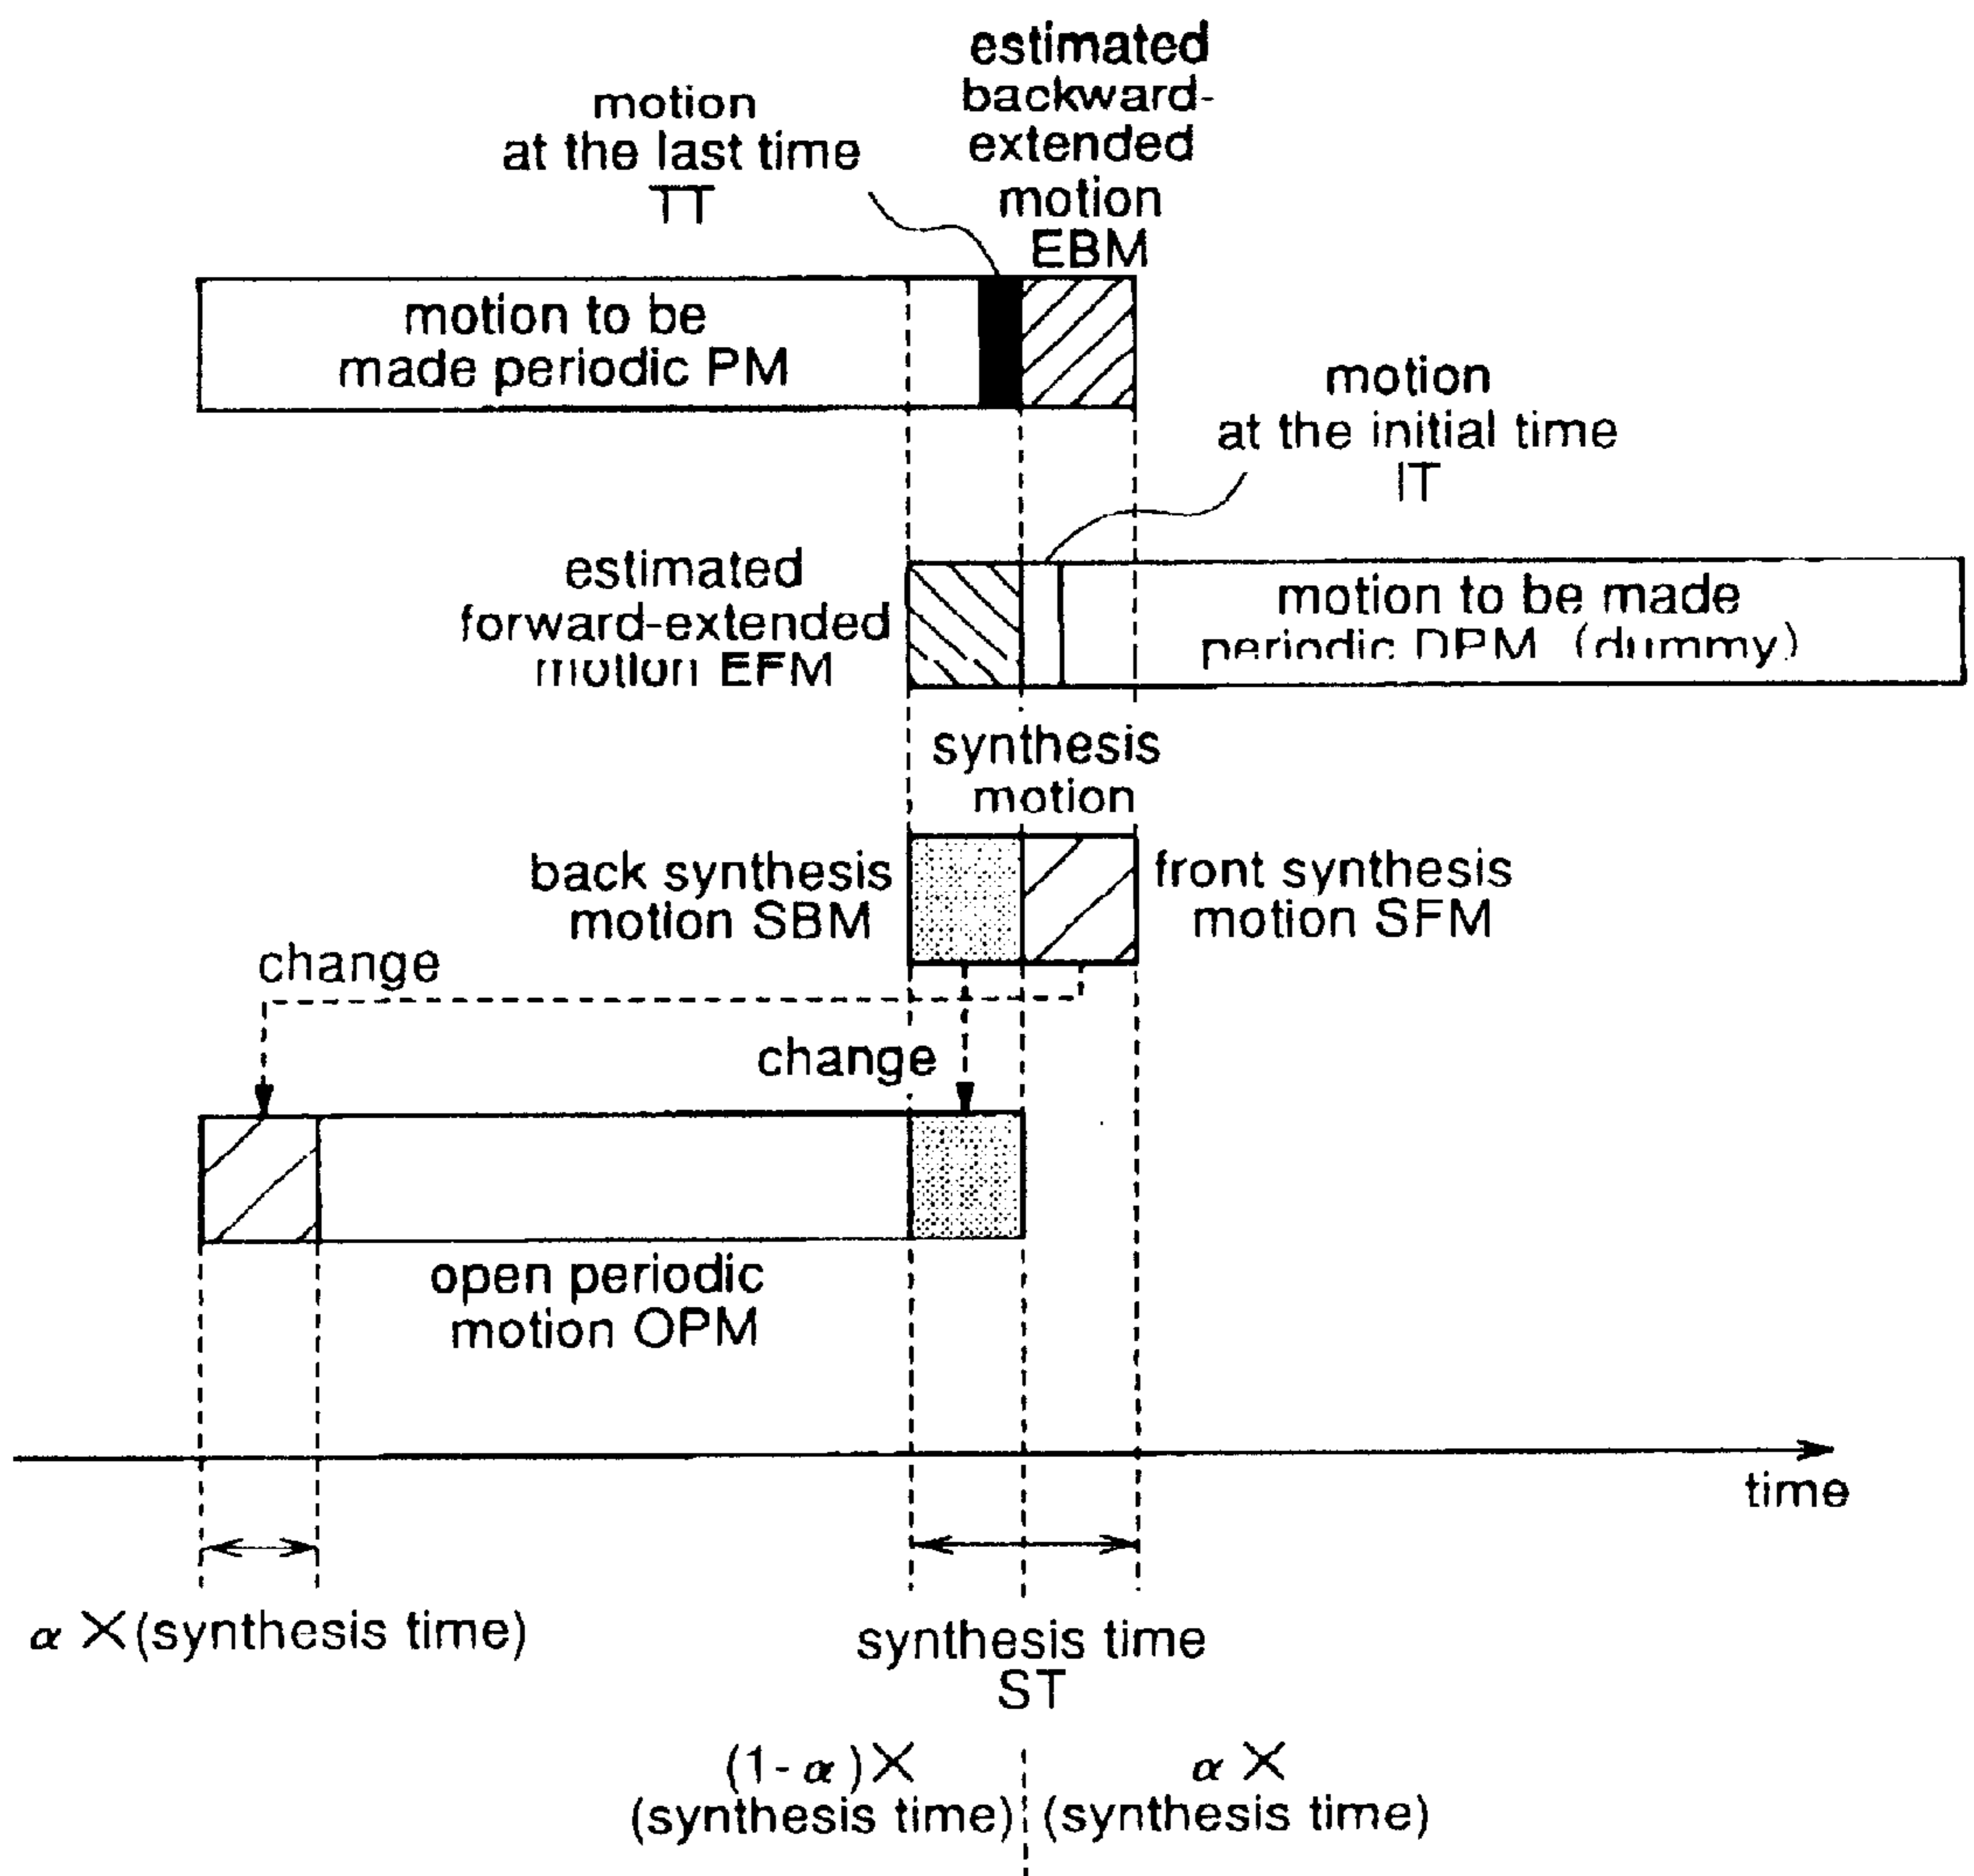 estimated
backward-
extended
motion
EBM
motion
at the last time
TT
motion to be
made periodic PM
motion
at the initial time
IT
estimated
forward-extended
motion EFM
motion to be made
periodic DPM (dummy)
synthesis
motion
back synthesis
motion SBM
front synthesis
motion SFM
change
change
open periodic
motion OPM
time
α X (synthesis time)
synthesis time
ST
(1-α) X
(synthesis time)
α X
(synthesis time)